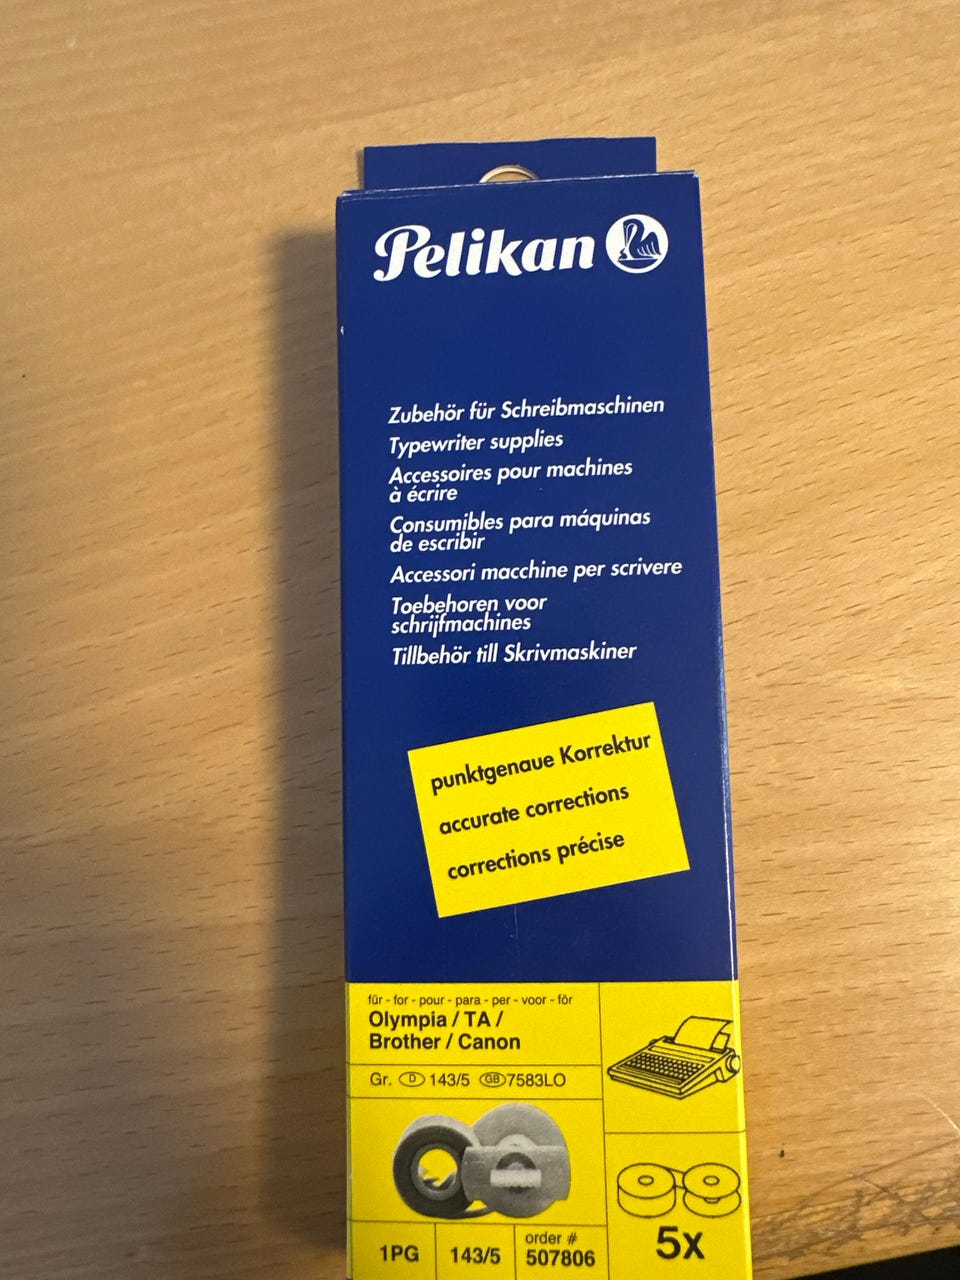 Pelikan
Zubehör für Schreibmaschinen
Typewriter supplies
Accessoires pour machines
à écrire
Consumibles para máquinas
de escribir
Accessori macchine per scrivere
Toebehoren voor
schrijfmachines
Tillbehör till Skrivmaskiner
punktgenaue Korrektur
accurate corrections
corrections précise
für - for - pour - para - per - voor - för
Olympia / TA /
Brother / Canon
Gr. D 143/5 GB 7583LO
1PG
143/5
order #
507806
5x